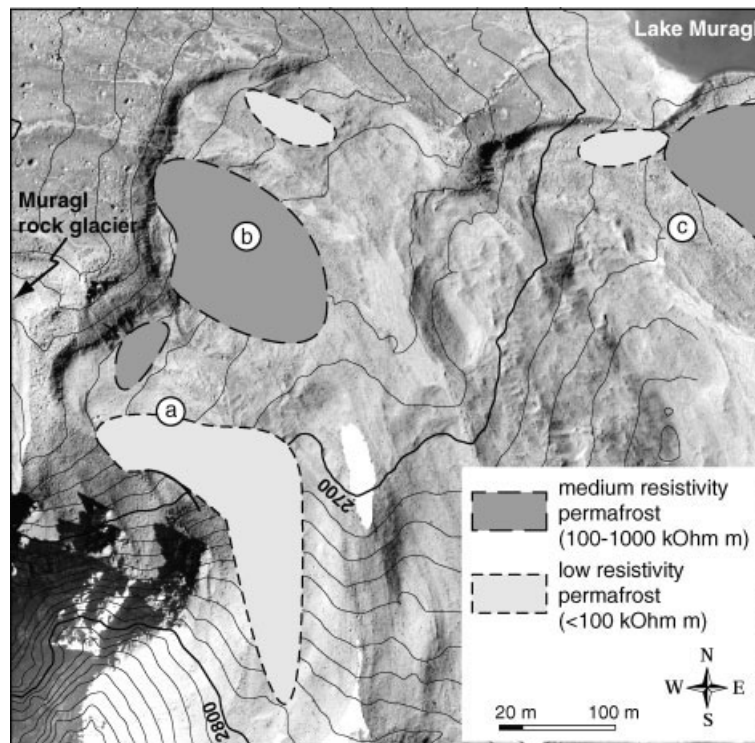 Lake Muragl
Muragl
rock glacier
b
c
a
2700
2800
medium resistivity
permafrost
(100-1000 kOhm m)
low resistivity
permafrost
(<100 kOhm m)
N
W E
S
20 m 100 m